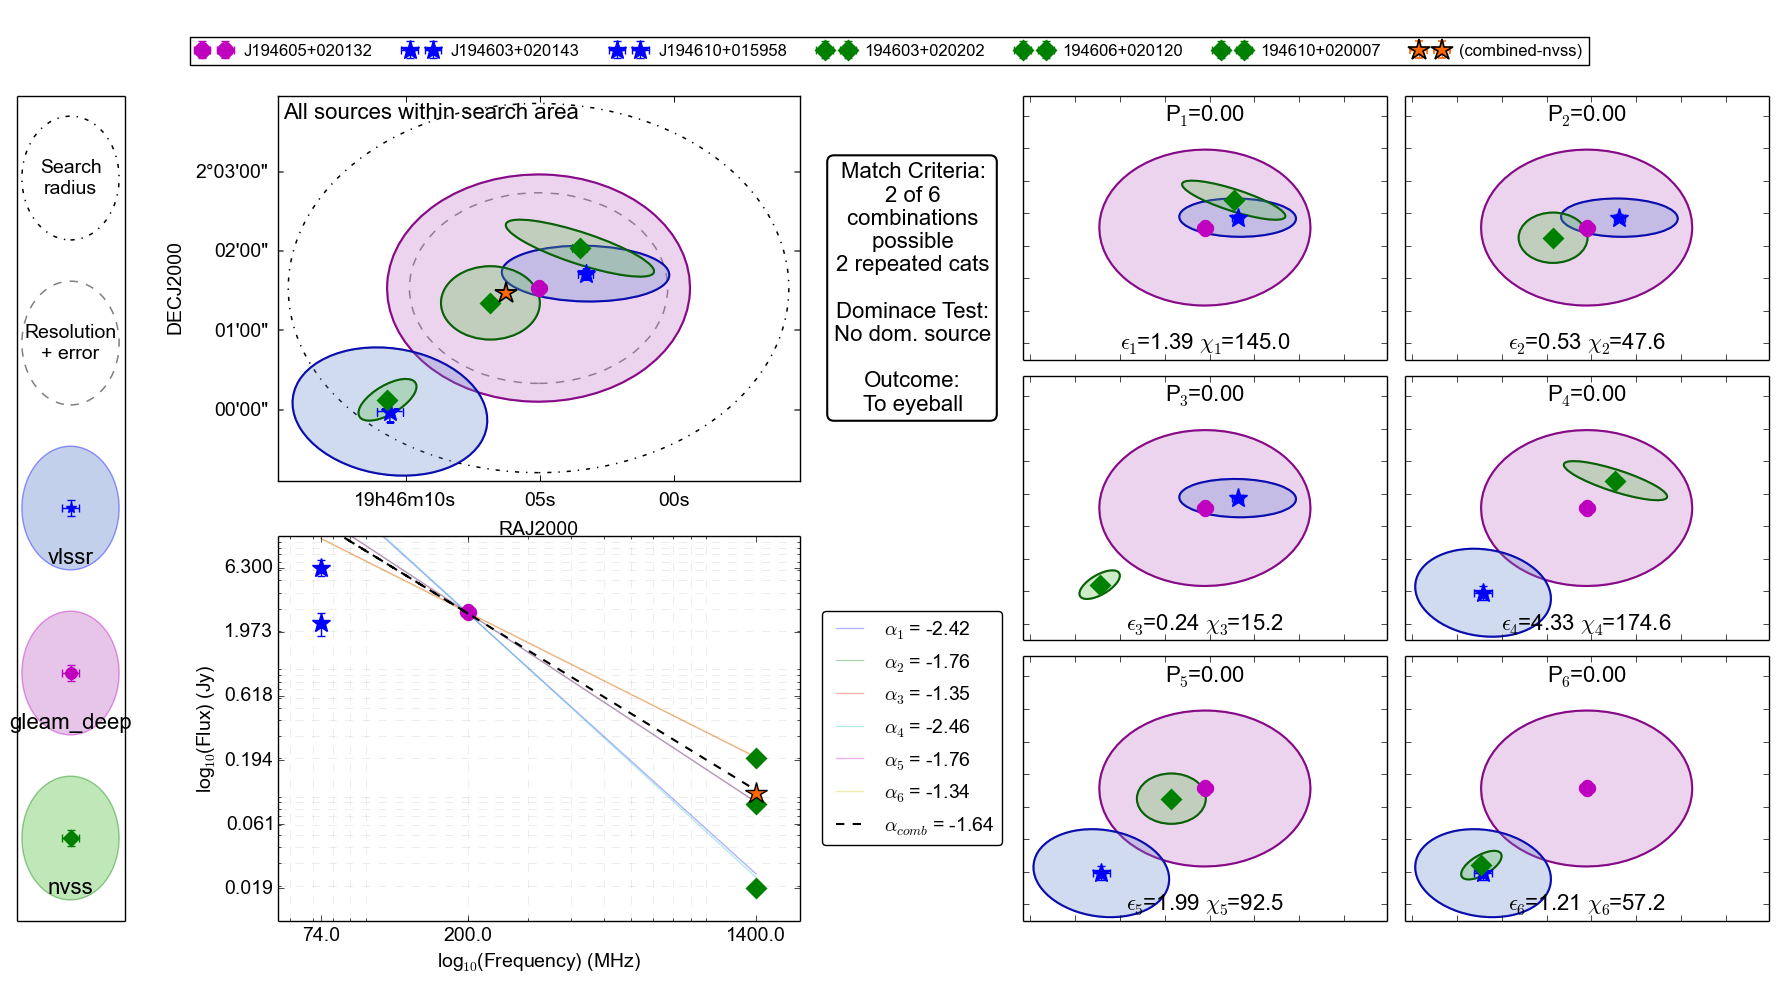 J194605+020132 J194603+020143 J194610+015958 194603+020202 194606+020120 194610+020007 (combined-nvss)
Search
radius
Resolution
+ error
vlssr
gleam_deep
nvss
All sources within search area
DECJ2000
2°03'00"
02'00"
01'00"
00'00"
19h46m10s 05s 00s
RAJ2000
Match Criteria:
2 of 6
combinations
possible
2 repeated cats
Dominace Test:
No dom. source
Outcome:
To eyeball
log₁₀(Flux) (Jy)
6.300
1.973
0.618
0.194
0.061
0.019
74.0 200.0 1400.0
log₁₀(Frequency) (MHz)
α₁ = -2.42
α₂ = -1.76
α₃ = -1.35
α₄ = -2.46
α₅ = -1.76
α₆ = -1.34
α_comb = -1.64
P₁=0.00
ϵ₁=1.39 χ₁=145.0
P₂=0.00
ϵ₂=0.53 χ₂=47.6
P₃=0.00
ϵ₃=0.24 χ₃=15.2
P₄=0.00
ϵ₄=4.33 χ₄=174.6
P₅=0.00
ϵ₅=1.99 χ₅=92.5
P₆=0.00
ϵ₆=1.21 χ₆=57.2